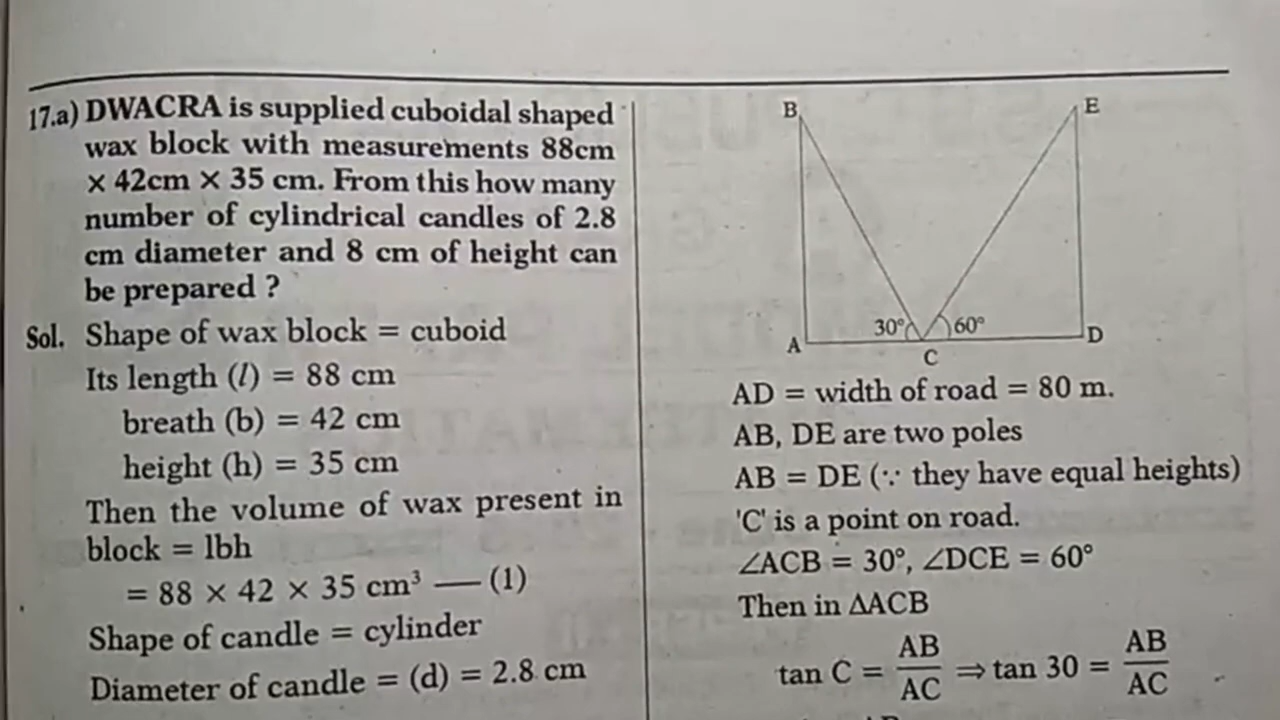 17.a) DWACRA is supplied cuboidal shaped
wax block with measurements 88cm
× 42cm × 35 cm. From this how many
number of cylindrical candles of 2.8
cm diameter and 8 cm of height can
be prepared ?
Sol. Shape of wax block = cuboid
Its length (l) = 88 cm
breath (b) = 42 cm
height (h) = 35 cm
Then the volume of wax present in
block = lbh
= 88 × 42 × 35 cm³ — (1)
Shape of candle = cylinder
Diameter of candle = (d) = 2.8 cm
B E
30° 60°
A C D
AD = width of road = 80 m.
AB, DE are two poles
AB = DE (∵ they have equal heights)
'C' is a point on road.
∠ACB = 30°, ∠DCE = 60°
Then in ΔACB
tan C = AB/AC ⇒ tan 30 = AB/AC